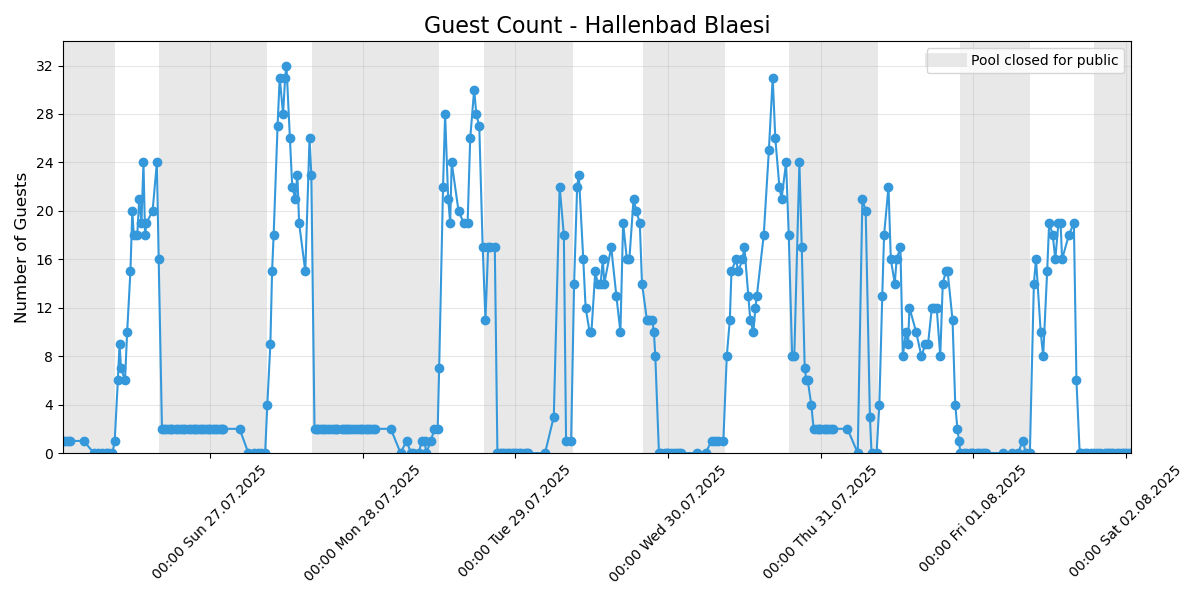 Guest Count - Hallenbad Blaesi
Pool closed for public
Number of Guests
32
28
24
20
16
12
8
4
0
00:00 Sun 27.07.2025
00:00 Mon 28.07.2025
00:00 Tue 29.07.2025
00:00 Wed 30.07.2025
00:00 Thu 31.07.2025
00:00 Fri 01.08.2025
00:00 Sat 02.08.2025